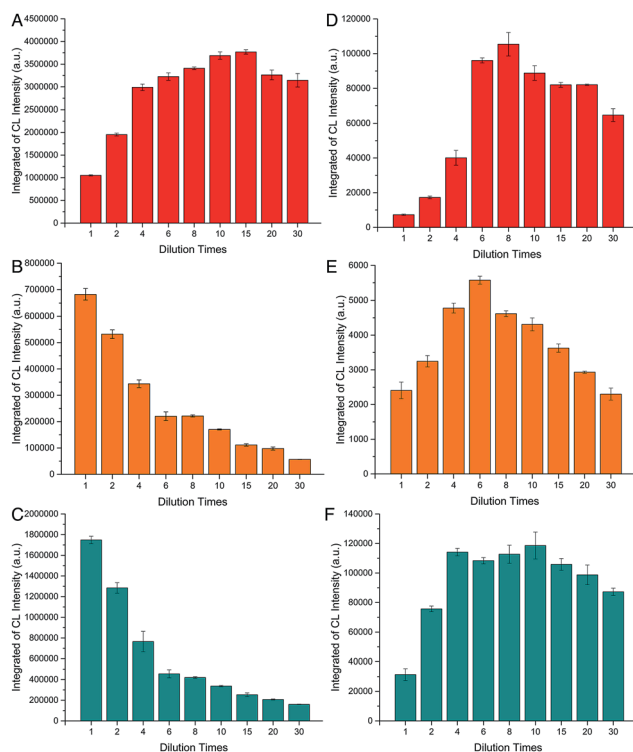 A
Integrated of CL Intensity (a.u.)
4500000
4000000
3500000
3000000
2500000
2000000
1500000
1000000
500000
0
1 2 4 6 8 10 15 20 30
Dilution Times
D
Integrated of CL Intensity (a.u.)
120000
100000
80000
60000
40000
20000
0
1 2 4 6 8 10 15 20 30
Dilution Times
B
Integrated of CL Intensity (a.u.)
800000
700000
600000
500000
400000
300000
200000
100000
0
1 2 4 6 8 10 15 20 30
Dilution Times
E
Integrated of CL Intensity (a.u.)
6000
5000
4000
3000
2000
1000
0
1 2 4 6 8 10 15 20 30
Dilution Times
C
Integrated of CL Intensity (a.u.)
2000000
1800000
1600000
1400000
1200000
1000000
800000
600000
400000
200000
0
1 2 4 6 8 10 15 20 30
Dilution Times
F
Integrated of CL Intensity (a.u.)
140000
120000
100000
80000
60000
40000
20000
0
1 2 4 6 8 10 15 20 30
Dilution Times